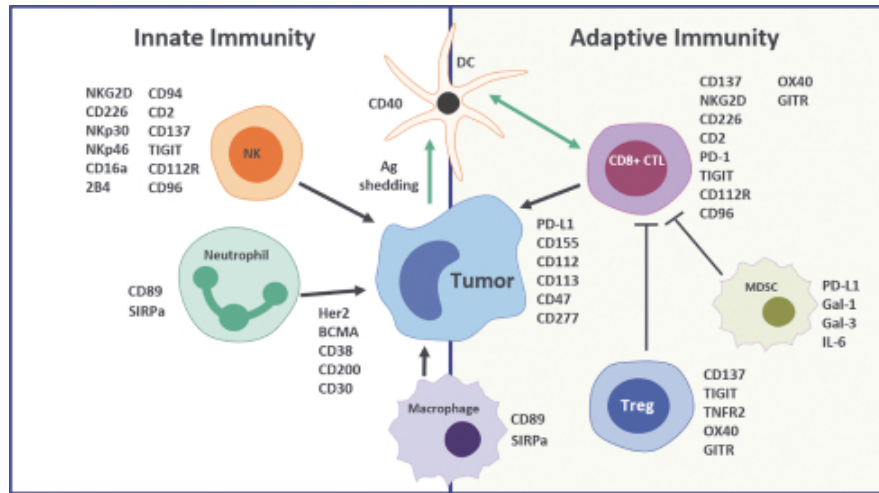 Innate Immunity
Adaptive Immunity
NKG2D CD94
CD226 CD2
NKp30 CD137
NKp46 TIGIT
CD16a CD112R
2B4 CD96
NK
DC
CD40
CD137 OX40
NKG2D GITR
CD226
CD2
PD-1
TIGIT
CD112R
CD96
CD8+ CTL
Ag
shedding
Neutrophil
CD89
SIRPa
Tumor
PD-L1
CD155
CD112
CD113
CD47
CD277
Her2
BCMA
CD38
CD200
CD30
MDSC
PD-L1
Gal-1
Gal-3
IL-6
Macrophage
CD89
SIRPa
Treg
CD137
TIGIT
TNFR2
OX40
GITR